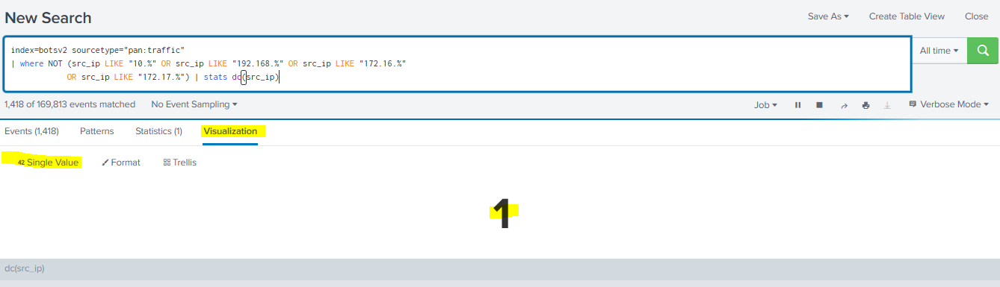 New Search
Save As ▾ Create Table View Close
index=botsv2 sourcetype="pan:traffic"
| where NOT (src_ip LIKE "10.%" OR src_ip LIKE "192.168.%" OR src_ip LIKE "172.16.%"
OR src_ip LIKE "172.17.%") | stats dc(src_ip)
All time ▾
1,418 of 169,813 events matched No Event Sampling ▾
Job ▾ Verbose Mode ▾
Events (1,418) Patterns Statistics (1) Visualization
42 Single Value Format Trellis
1
dc(src_ip)